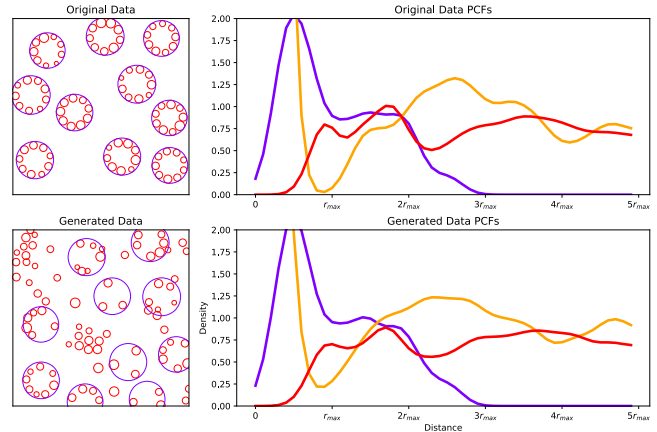 Original Data
Original Data PCFs
2.00
1.75
1.50
1.25
1.00
0.75
0.50
0.25
0.00
0 r_max 2r_max 3r_max 4r_max 5r_max
Generated Data
Generated Data PCFs
2.00
1.75
1.50
1.25
1.00
0.75
0.50
0.25
0.00
Density
0 r_max 2r_max 3r_max 4r_max 5r_max
Distance